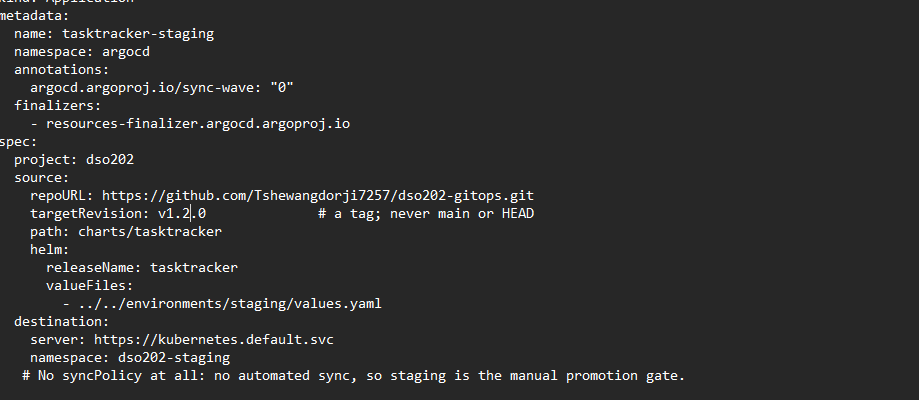 kind: Application
metadata:
  name: tasktracker-staging
  namespace: argocd
  annotations:
    argocd.argoproj.io/sync-wave: "0"
  finalizers:
    - resources-finalizer.argocd.argoproj.io
spec:
  project: dso202
  source:
    repoURL: https://github.com/Tshewangdorji7257/dso202-gitops.git
    targetRevision: v1.2.0              # a tag; never main or HEAD
    path: charts/tasktracker
    helm:
      releaseName: tasktracker
      valueFiles:
        - ../../environments/staging/values.yaml
  destination:
    server: https://kubernetes.default.svc
    namespace: dso202-staging
   # No syncPolicy at all: no automated sync, so staging is the manual promotion gate.